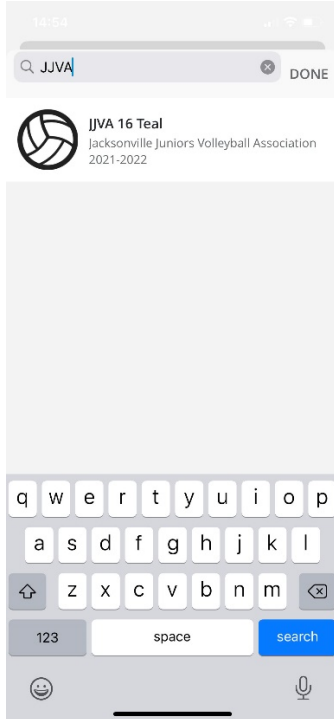 14:54
JJVA
DONE
JJVA 16 Teal
Jacksonville Juniors Volleyball Association
2021-2022
q w e r t y u i o p
a s d f g h j k l
z x c v b n m
123 space search